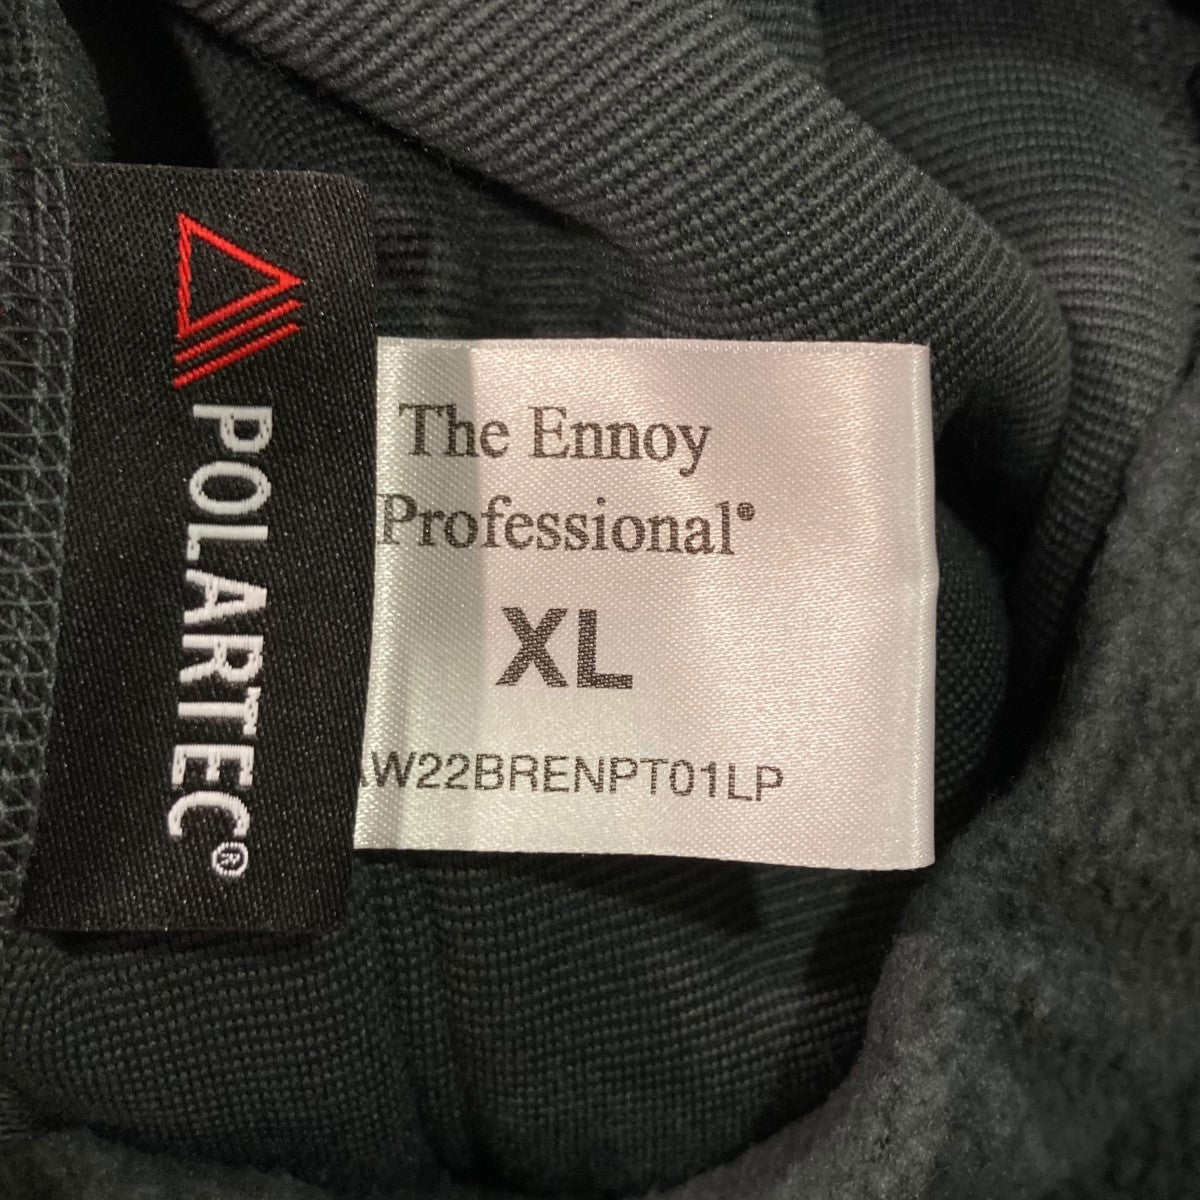 POLARTEC®
The Ennoy
Professional®
XL
AW22BRENPT01LP